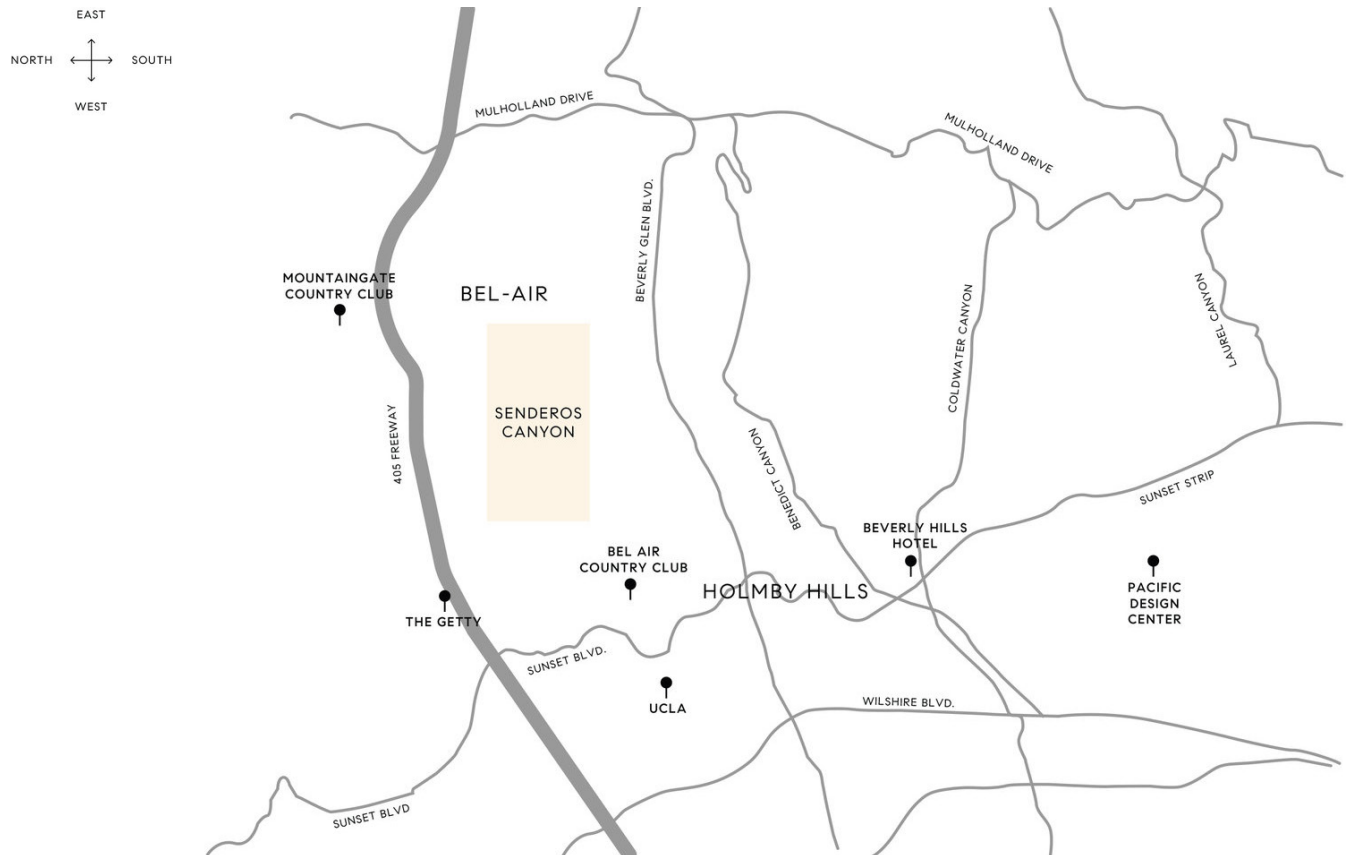 EAST
NORTH
SOUTH
WEST
MULHOLLAND DRIVE
MULHOLLAND DRIVE
BEVERLY GLEN BLVD.
MOUNTAINGATE
COUNTRY CLUB
BEL-AIR
LAUREL CANYON
COLDWATER CANYON
405 FREEWAY
SENDEROS
CANYON
BENEDICT CANYON
SUNSET STRIP
BEVERLY HILLS
HOTEL
BEL AIR
COUNTRY CLUB
HOLMBY HILLS
PACIFIC
DESIGN
CENTER
THE GETTY
SUNSET BLVD.
UCLA
WILSHIRE BLVD.
SUNSET BLVD